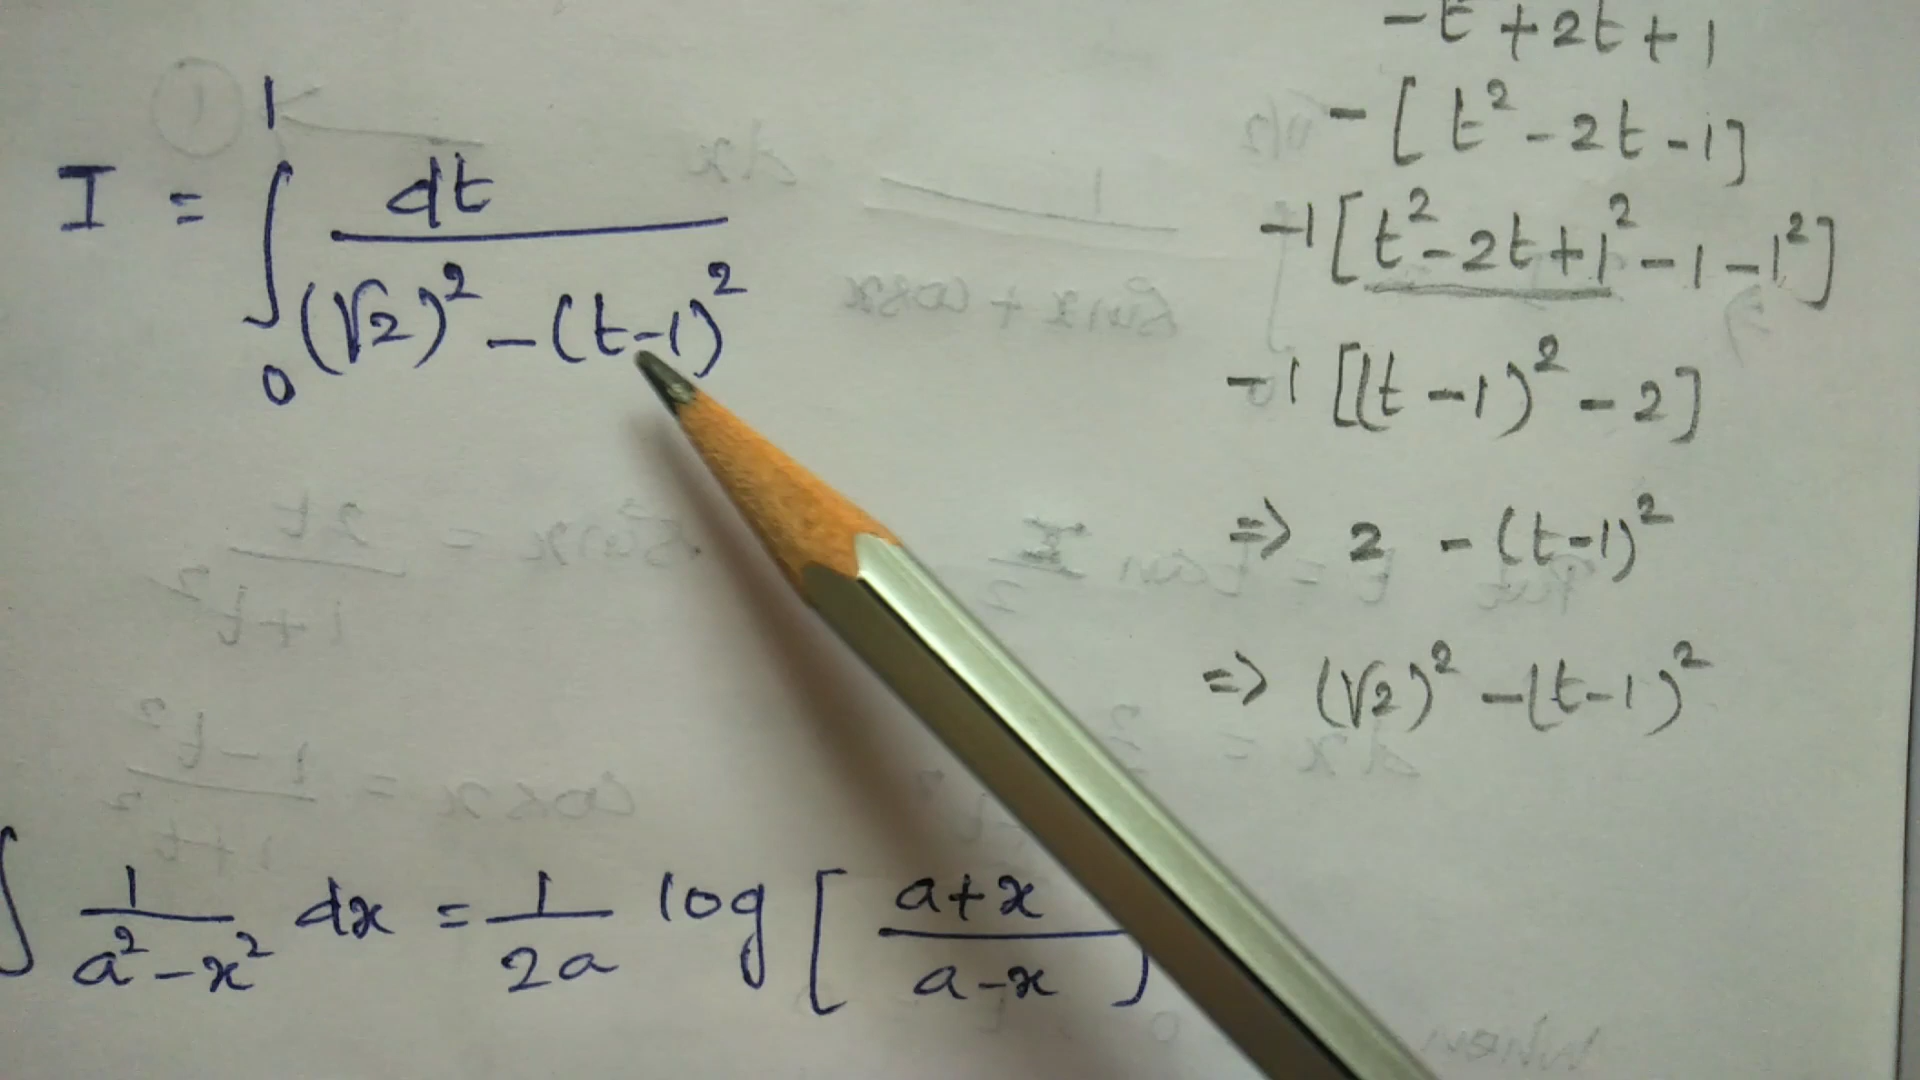 I = ∫₀¹ dt / (√2)² - (t-1)²
-t + 2t + 1
- [t² - 2t - 1]
-1 [t² - 2t + 1² - 1 - 1²]
-1 [(t - 1)² - 2]
⇒ 2 - (t-1)²
⇒ (√2)² - (t-1)²
∫ 1 / a² - x² dx = 1 / 2a log [a+x / a-x]